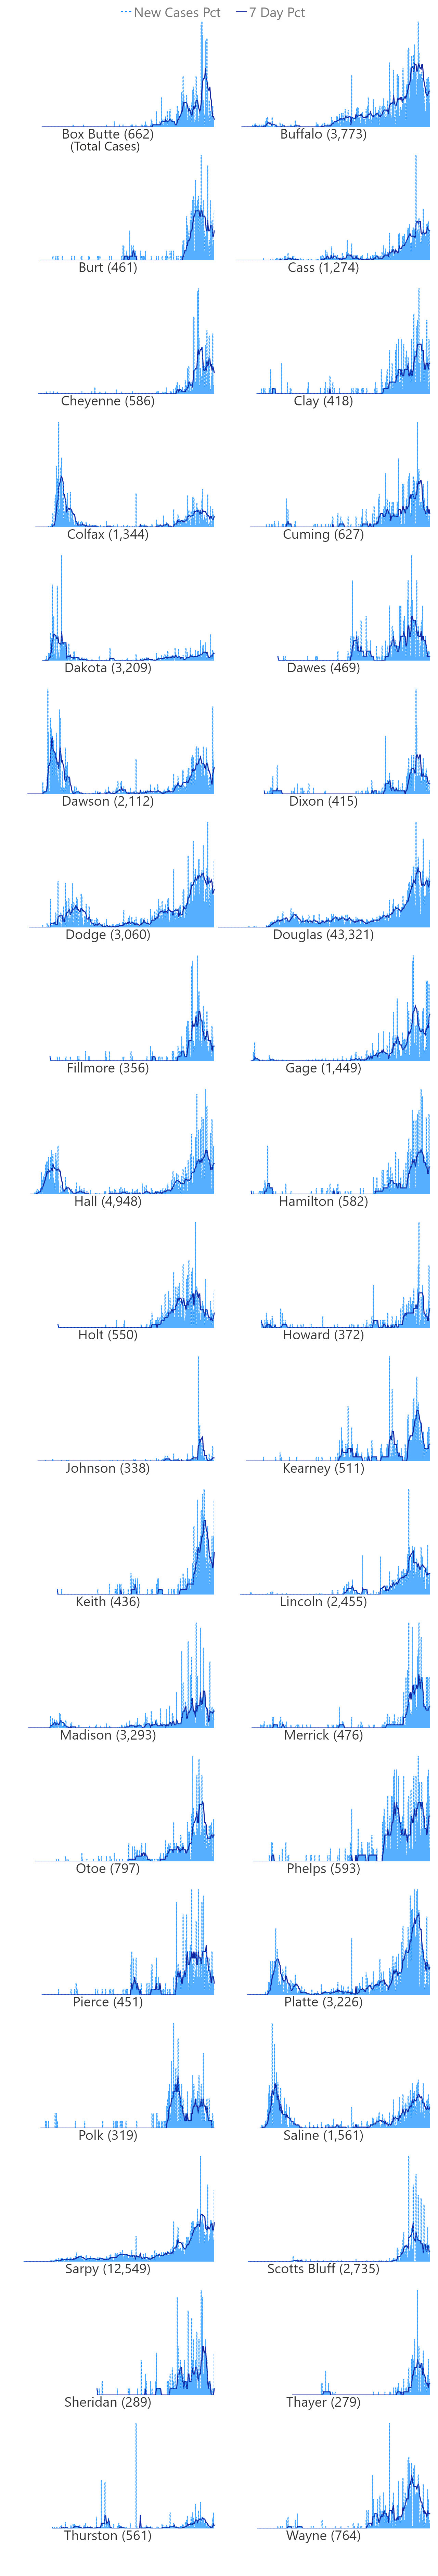 New Cases Pct 7 Day Pct
Box Butte (662) Buffalo (3,773)
(Total Cases)
Burt (461) Cass (1,274)
Cheyenne (586) Clay (418)
Colfax (1,344) Cuming (627)
Dakota (3,209) Dawes (469)
Dawson (2,112) Dixon (415)
Dodge (3,060) Douglas (43,321)
Fillmore (356) Gage (1,449)
Hall (4,948) Hamilton (582)
Holt (550) Howard (372)
Johnson (338) Kearney (511)
Keith (436) Lincoln (2,455)
Madison (3,293) Merrick (476)
Otoe (797) Phelps (593)
Pierce (451) Platte (3,226)
Polk (319) Saline (1,561)
Sarpy (12,549) Scotts Bluff (2,735)
Sheridan (289) Thayer (279)
Thurston (561) Wayne (764)